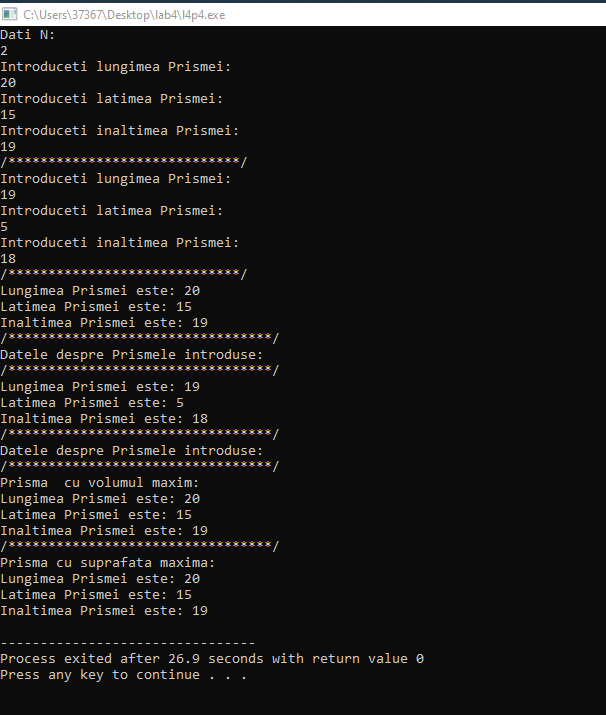 C:\Users\37367\Desktop\lab4\l4p4.exe
Dati N:
2
Introduceti lungimea Prismei:
20
Introduceti latimea Prismei:
15
Introduceti inaltimea Prismei:
19
/*****************************/
Introduceti lungimea Prismei:
19
Introduceti latimea Prismei:
5
Introduceti inaltimea Prismei:
18
/*****************************/
Lungimea Prismei este: 20
Latimea Prismei este: 15
Inaltimea Prismei este: 19
/*********************************/
Datele despre Prismele introduse:
/*********************************/
Lungimea Prismei este: 19
Latimea Prismei este: 5
Inaltimea Prismei este: 18
/*********************************/
Datele despre Prismele introduse:
/*********************************/
Prisma  cu volumul maxim:
Lungimea Prismei este: 20
Latimea Prismei este: 15
Inaltimea Prismei este: 19
/*********************************/
Prisma cu suprafata maxima:
Lungimea Prismei este: 20
Latimea Prismei este: 15
Inaltimea Prismei este: 19
--------------------------------
Process exited after 26.9 seconds with return value 0
Press any key to continue . . .